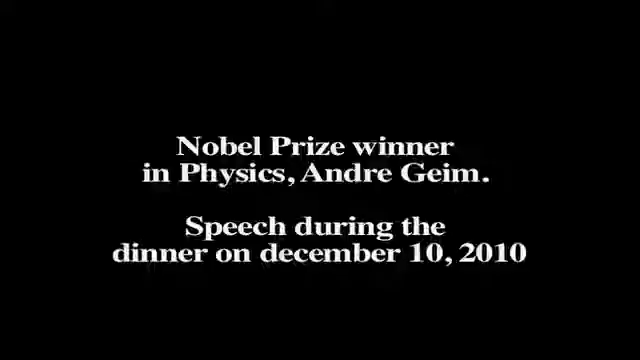 Nobel Prize winner
in Physics, Andre Geim.
Speech during the
dinner on december 10, 2010